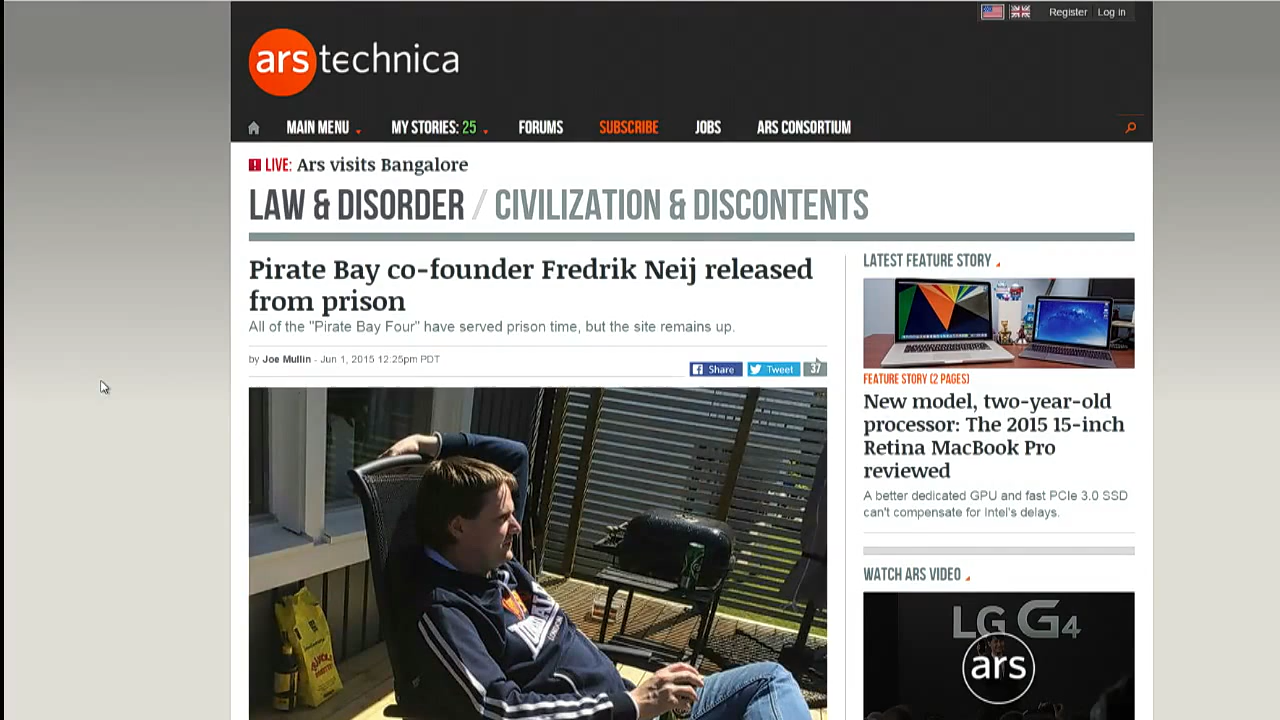 Register Log in
ars technica
MAIN MENU MY STORIES: 25 FORUMS SUBSCRIBE JOBS ARS CONSORTIUM
LIVE: Ars visits Bangalore
LAW & DISORDER / CIVILIZATION & DISCONTENTS
Pirate Bay co-founder Fredrik Neij released
from prison
All of the "Pirate Bay Four" have served prison time, but the site remains up.
by Joe Mullin - Jun 1, 2015 12:25pm PDT
Share Tweet 37
LATEST FEATURE STORY
FEATURE STORY (2 PAGES)
New model, two-year-old
processor: The 2015 15-inch
Retina MacBook Pro
reviewed
A better dedicated GPU and fast PCIe 3.0 SSD
can't compensate for Intel's delays.
WATCH ARS VIDEO
LG G4
ars